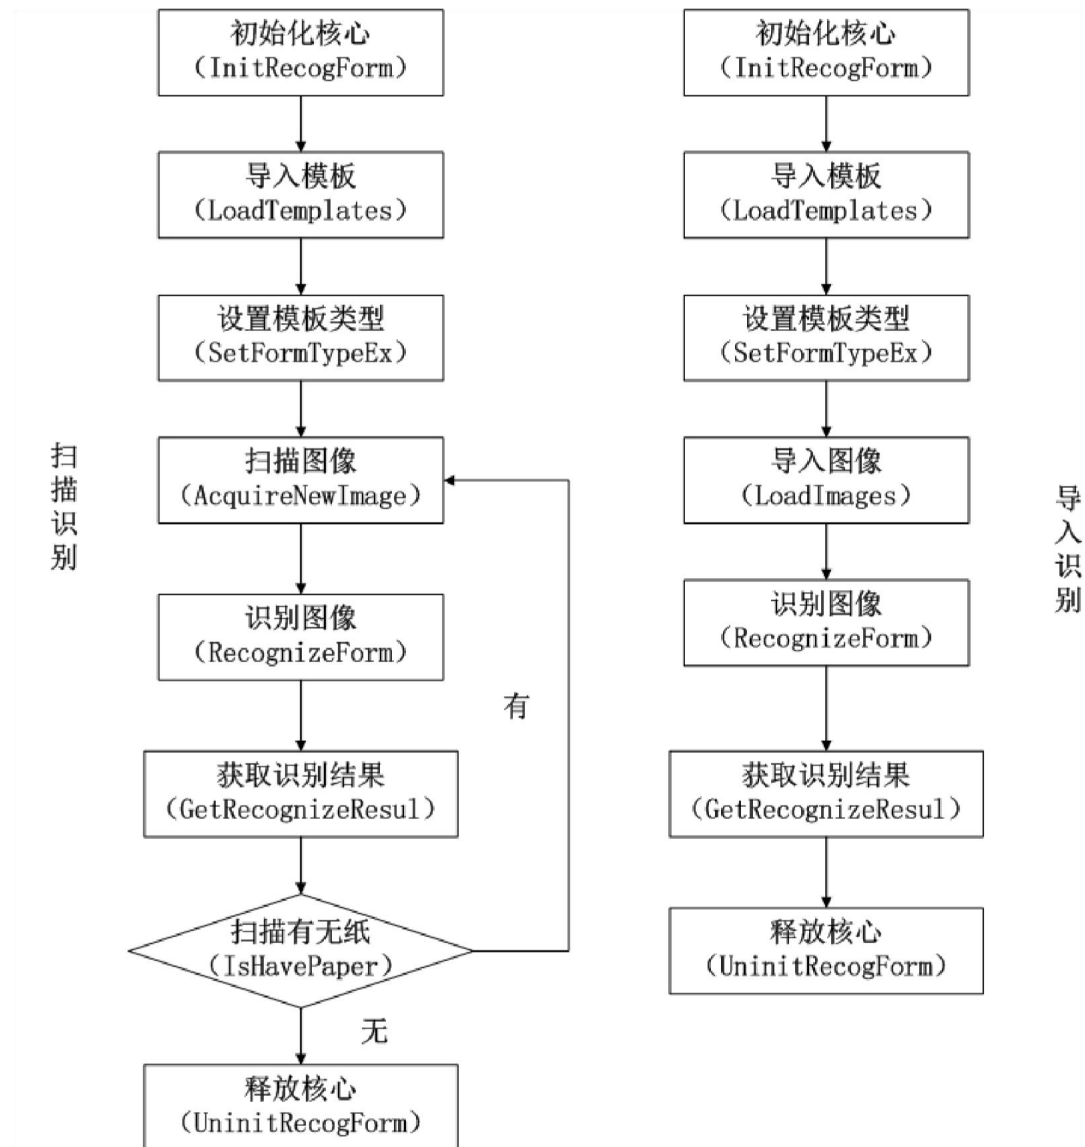 初始化核心
（InitRecogForm）
导入模板
（LoadTemplates）
设置模板类型
（SetFormTypeEx）
扫描图像
（AcquireNewImage）
识别图像
（RecognizeForm）
获取识别结果
（GetRecognizeResul）
扫描有无纸
（IsHavePaper）
有
无
释放核心
（UninitRecogForm）
扫描识别
初始化核心
（InitRecogForm）
导入模板
（LoadTemplates）
设置模板类型
（SetFormTypeEx）
导入图像
（LoadImages）
识别图像
（RecognizeForm）
获取识别结果
（GetRecognizeResul）
释放核心
（UninitRecogForm）
导入识别